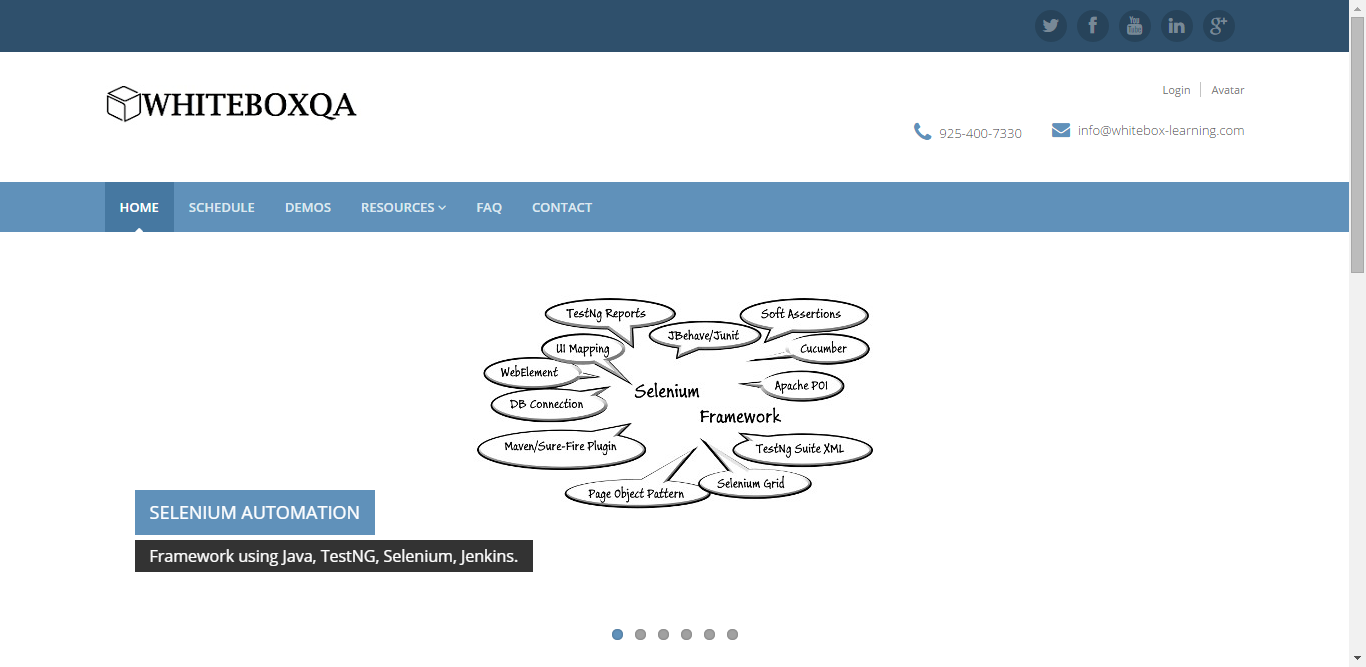 Login
Avatar
WHITEBOXQA
925-400-7330
info@whitebox-learning.com
HOME
SCHEDULE
DEMOS
RESOURCES
FAQ
CONTACT
TestNg Reports
Soft Assertions
JBehave/Junit
UI Mapping
Cucumber
WebElement
Apache POI
Selenium
DB Connection
Framework
Maven/Sure-Fire Plugin
TestNg Suite XML
Selenium Grid
Page Object Pattern
SELENIUM AUTOMATION
Framework using Java, TestNG, Selenium, Jenkins.